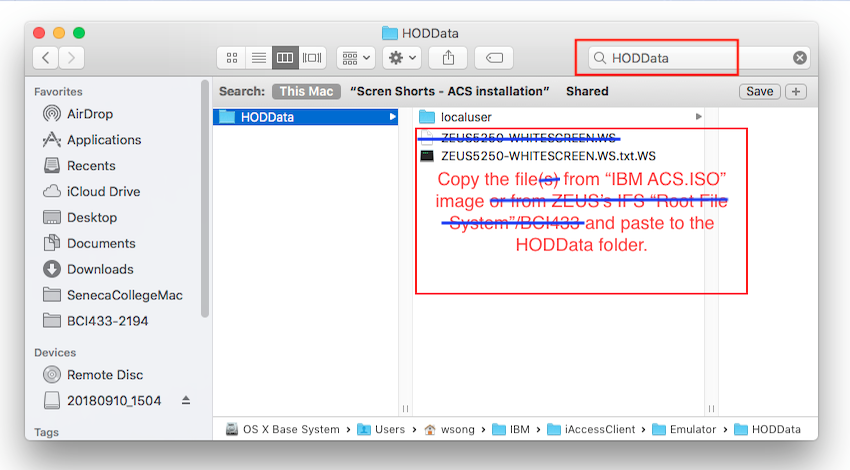 HODData
HODData
Favorites
AirDrop
Applications
Recents
iCloud Drive
Desktop
Documents
Downloads
SenecaCollegeMac
BCI433-2194
Devices
Remote Disc
20180910_1504
Tags
Search: This Mac “Scren Shorts - ACS installation” Shared Save +
HODData
localuser
ZEUS5250-WHITESCREEN.WS
ZEUS5250-WHITESCREEN.WS.txt.WS
Copy the file(s) from “IBM ACS.ISO”
image or from ZEUS's IFS “Root File
System”/BCI433 and paste to the
HODData folder.
OS X Base System › Users › wsong › IBM › iAccessClient › Emulator › HODData